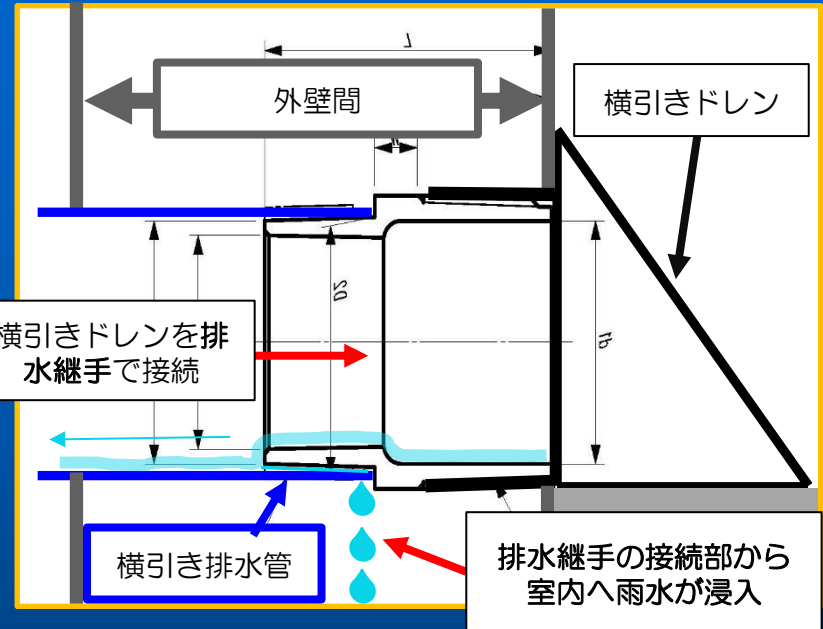 外壁間
横引きドレン
横引きドレンを排
水継手で接続
横引き排水管
排水継手の接続部から
室内へ雨水が浸入
L
D2